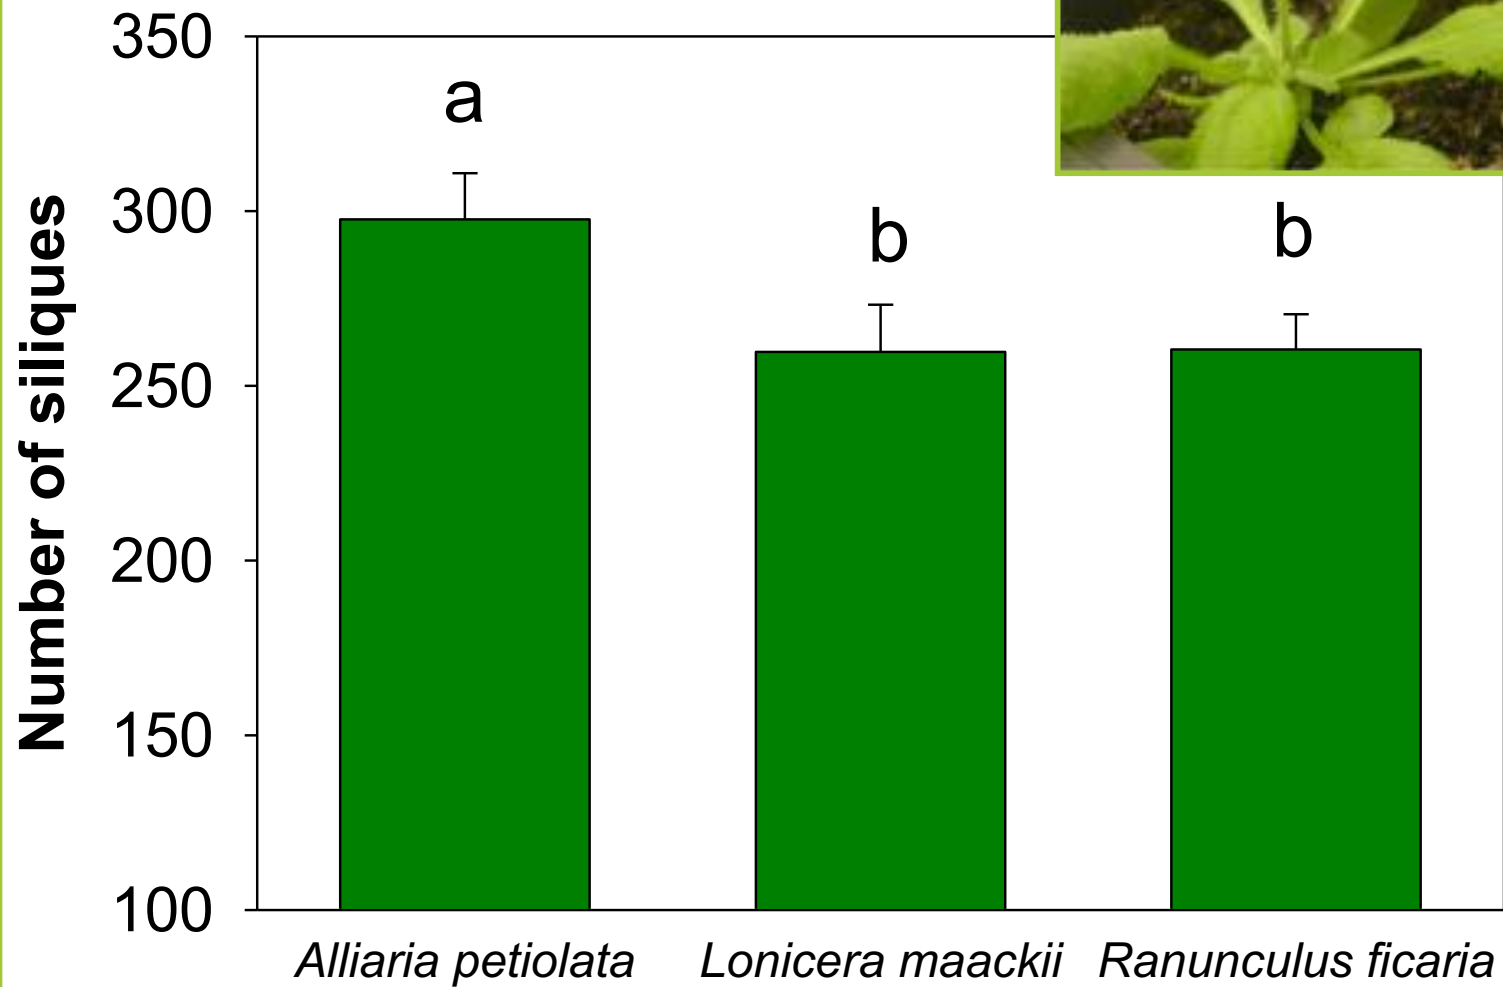 350
300
250
200
150
100
Number of siliques
a
b
b
Alliaria petiolata
Lonicera maackii
Ranunculus ficaria